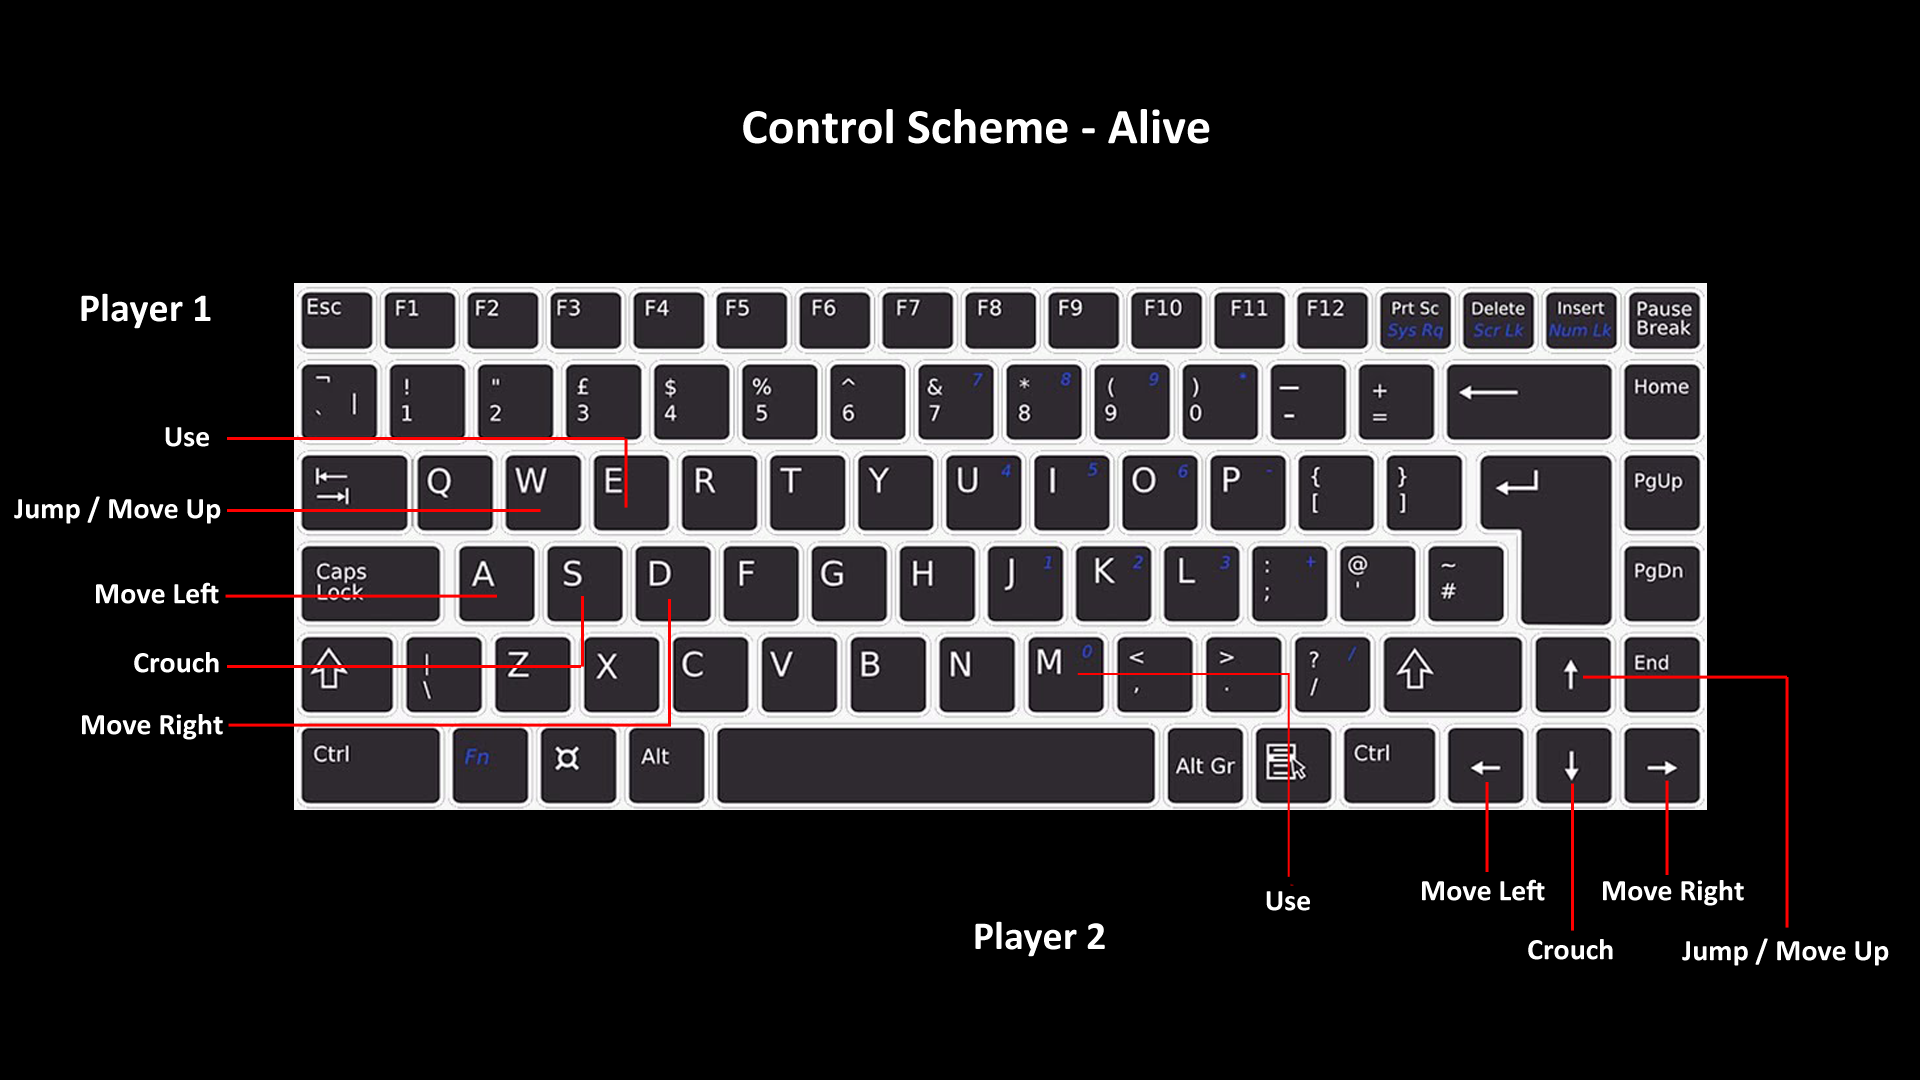 Control Scheme - Alive
Player 1
Esc F1 F2 F3 F4 F5 F6 F7 F8 F9 F10 F11 F12 Prt Sc Delete Insert Pause
Sys Rq Scr Lk Num Lk Break
¬ ! " £ $ % ^ & 7 * 8 ( 9 ) * — + Home
` | 1 2 3 4 5 6 7 8 9 0 - =
Use
Q W E R T Y U 4 I 5 O 6 P - { } PgUp
[ ]
Jump / Move Up
Caps A S D F G H J 1 K 2 L 3 : + @ ~ PgDn
Lock ; ' #
Move Left
| Z X C V B N M 0 < > ? / End
\ , . /
Crouch
Move Right
Ctrl Fn Alt Alt Gr Ctrl
Use
Move Left
Move Right
Player 2
Crouch
Jump / Move Up